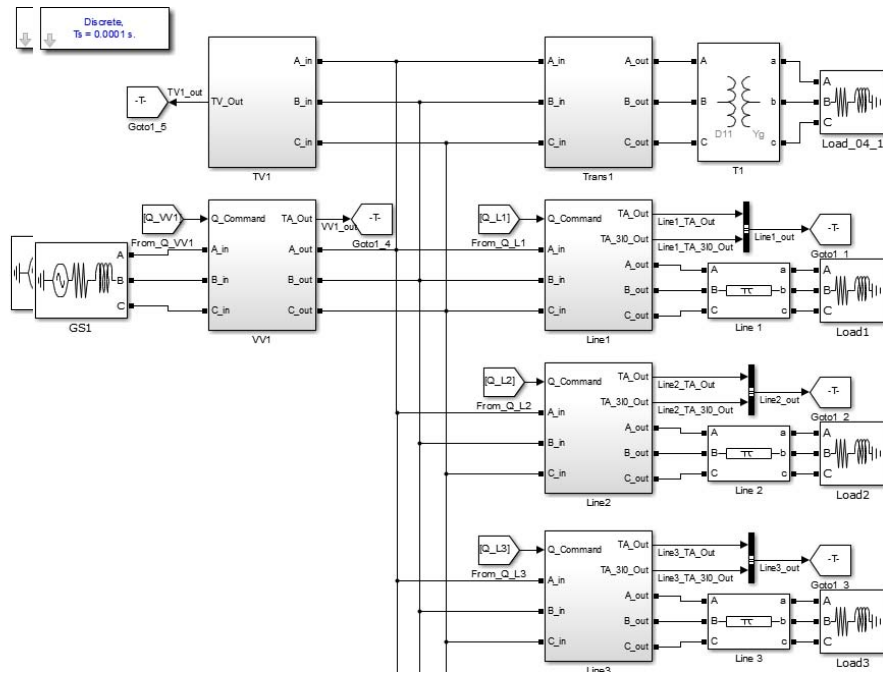 Discrete,
Ts = 0.0001 s.
-T-
Goto1_5
TV1_out
TV_Out
A_in
B_in
C_in
TV1
A_in
B_in
C_in
A_out
B_out
C_out
Trans1
A
B
C
D11
Yg
a
b
c
T1
A
B
C
Load_04_1
[Q_VV1]
From_Q_VV1
A
B
C
GS1
Q_Command
A_in
B_in
C_in
TA_Out
A_out
B_out
C_out
VV1
VV1_out
-T-
Goto1_4
[Q_L1]
From_Q_L1
Q_Command
A_in
B_in
C_in
TA_Out
TA_3I0_Out
A_out
B_out
C_out
Line1
Line1_TA_Out
Line1_TA_3I0_Out
Line1_out
-T-
Goto1_1
A
B
C
a
b
c
Line 1
A
B
C
Load1
[Q_L2]
From_Q_L2
Q_Command
A_in
B_in
C_in
TA_Out
TA_3I0_Out
A_out
B_out
C_out
Line2
Line2_TA_Out
Line2_TA_3I0_Out
Line2_out
-T-
Goto1_2
A
B
C
a
b
c
Line 2
A
B
C
Load2
[Q_L3]
From_Q_L3
Q_Command
A_in
B_in
C_in
TA_Out
TA_3I0_Out
A_out
B_out
C_out
Line3
Line3_TA_Out
Line3_TA_3I0_Out
Line3_out
-T-
Goto1_3
A
B
C
a
b
c
Line 3
A
B
C
Load3